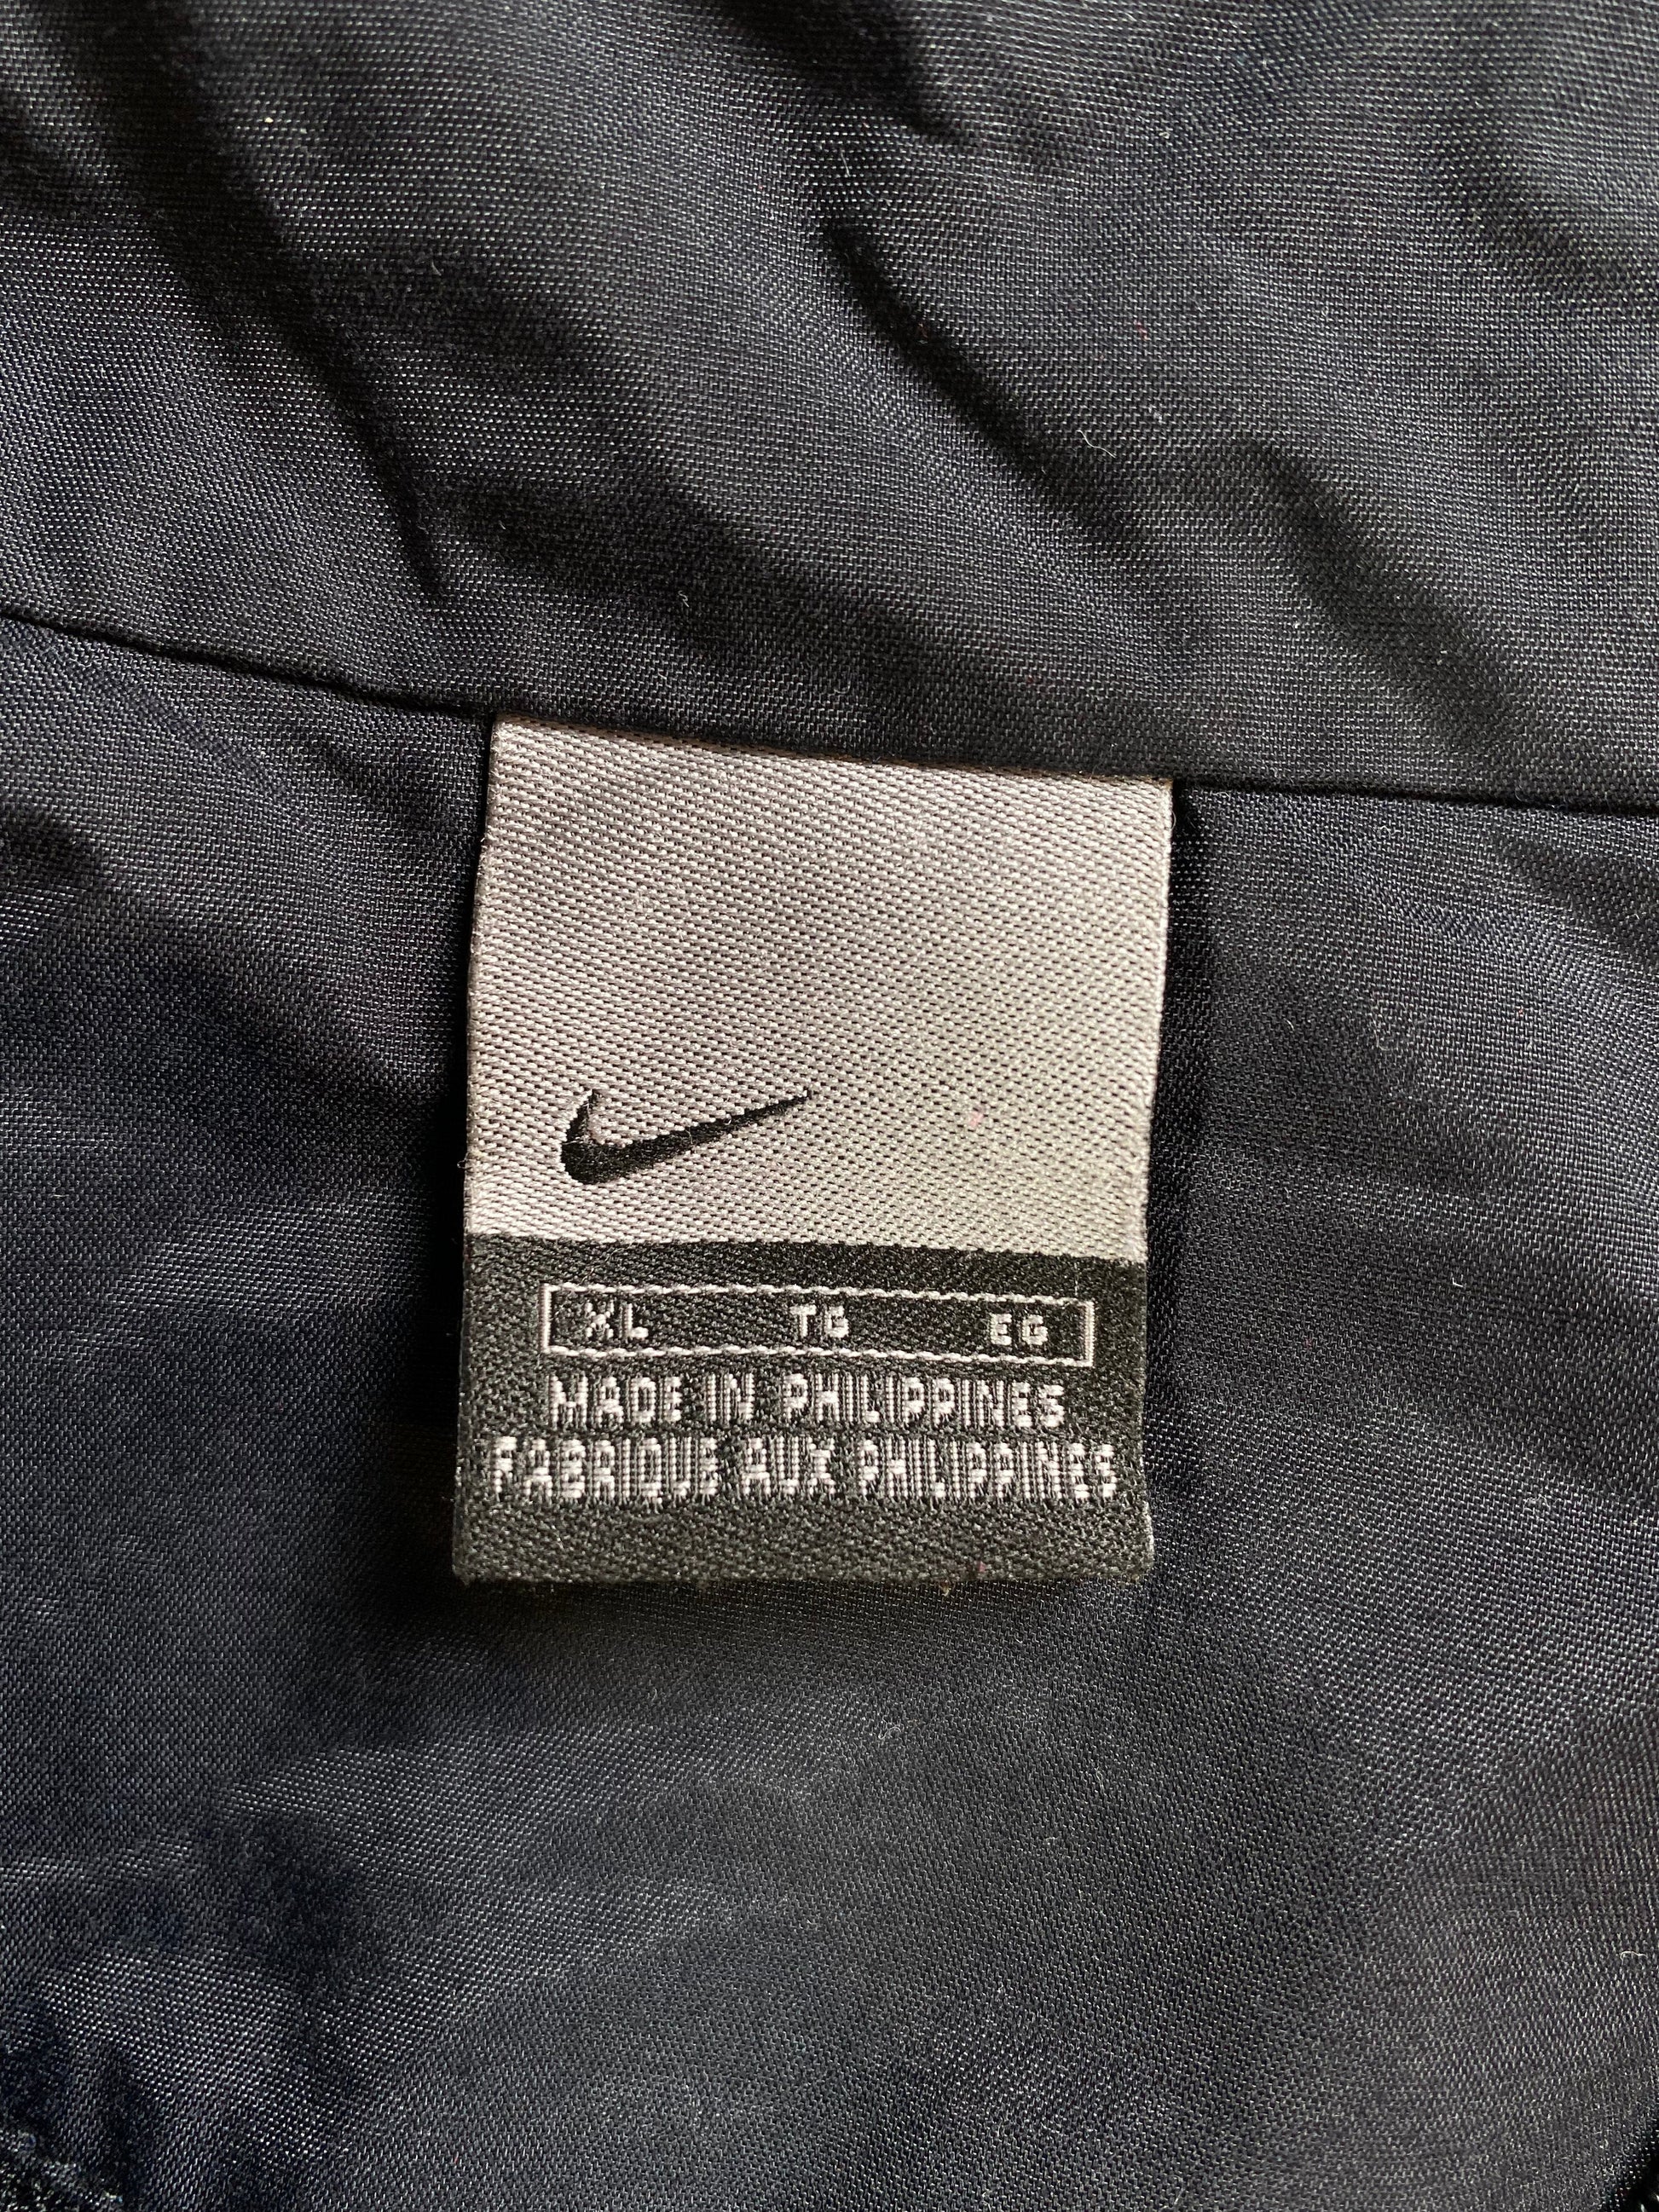 XL TG EG
MADE IN PHILIPPINES
FABRIQUE AUX PHILIPPINES